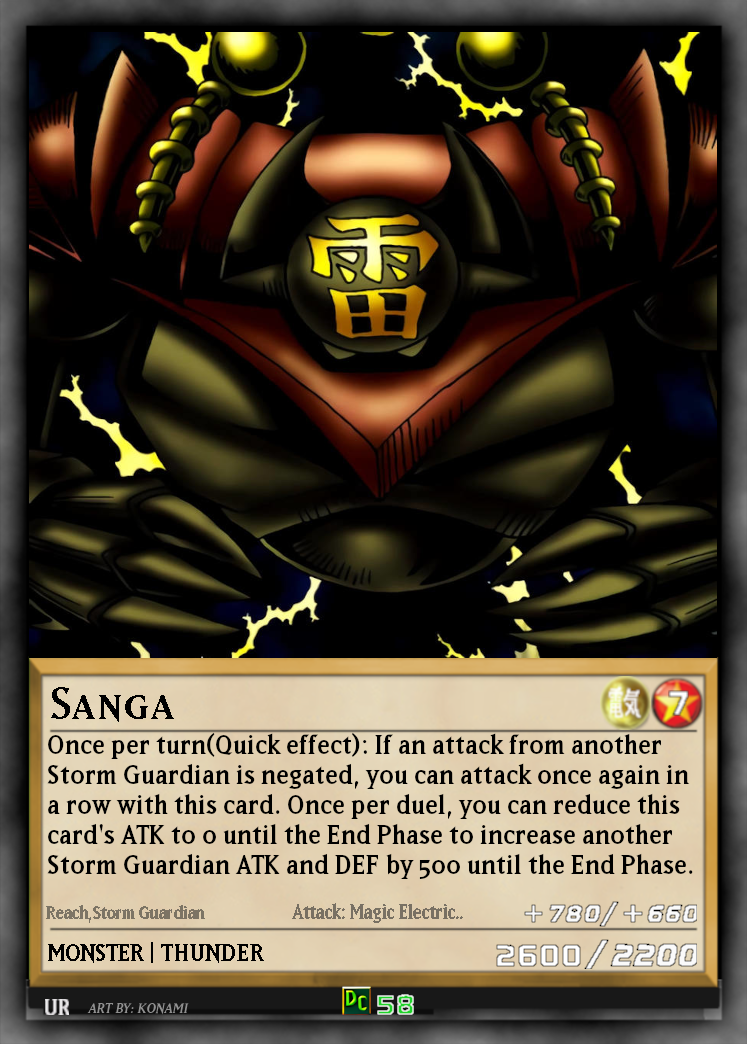 雷
SANGA
電気
7
Once per turn(Quick effect): If an attack from another
Storm Guardian is negated, you can attack once again in
a row with this card. Once per duel, you can reduce this
card's ATK to 0 until the End Phase to increase another
Storm Guardian ATK and DEF by 500 until the End Phase.
Reach,Storm Guardian Attack: Magic Electric.. +780/+660
MONSTER | THUNDER 2600/2200
UR ART BY: KONAMI DC 58